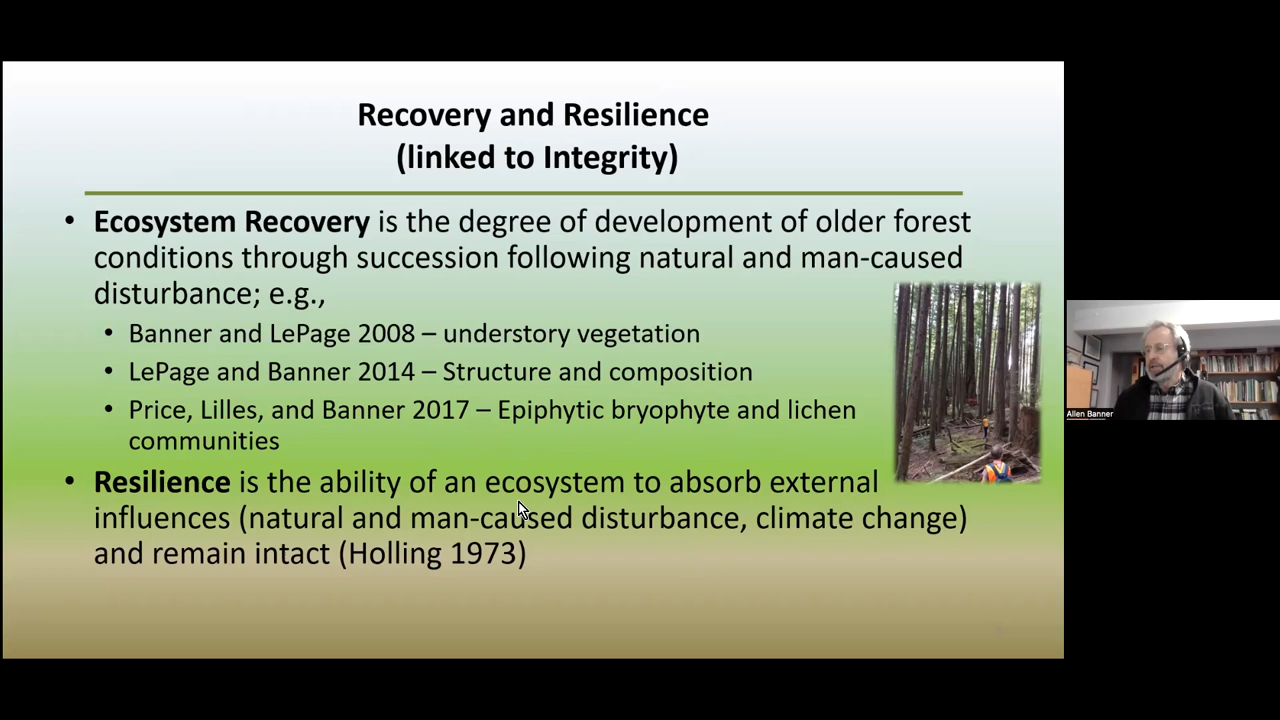 Recovery and Resilience
(linked to Integrity)
• Ecosystem Recovery is the degree of development of older forest
conditions through succession following natural and man-caused
disturbance; e.g.,
• Banner and LePage 2008 – understory vegetation
• LePage and Banner 2014 – Structure and composition
• Price, Lilles, and Banner 2017 – Epiphytic bryophyte and lichen
communities
• Resilience is the ability of an ecosystem to absorb external
influences (natural and man-caused disturbance, climate change)
and remain intact (Holling 1973)
Allen Banner